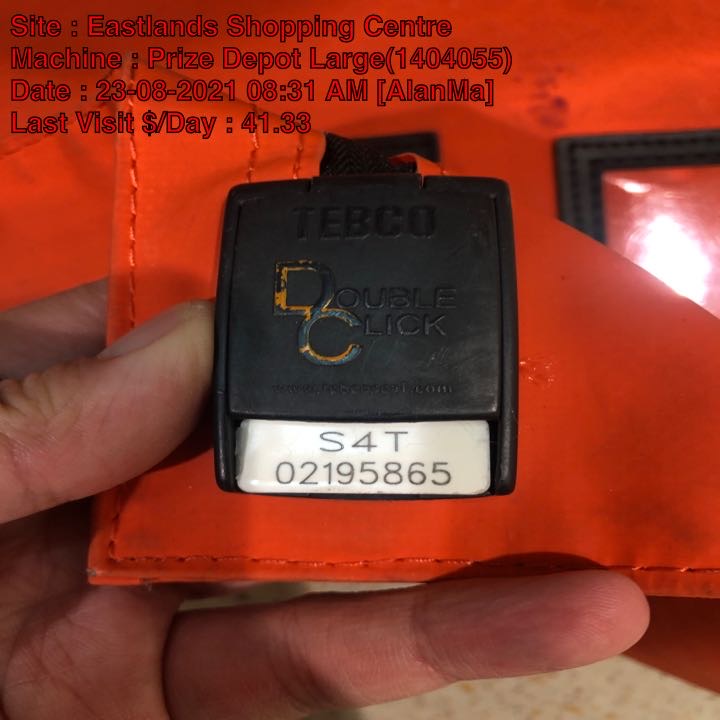 Site : Eastlands Shopping Centre
Machine : Prize Depot Large(1404055)
Date : 23-08-2021 08:31 AM [AlanMa]
Last Visit $/Day : 41.33
TEBCO
DOUBLE
CLICK
S4T
02195865